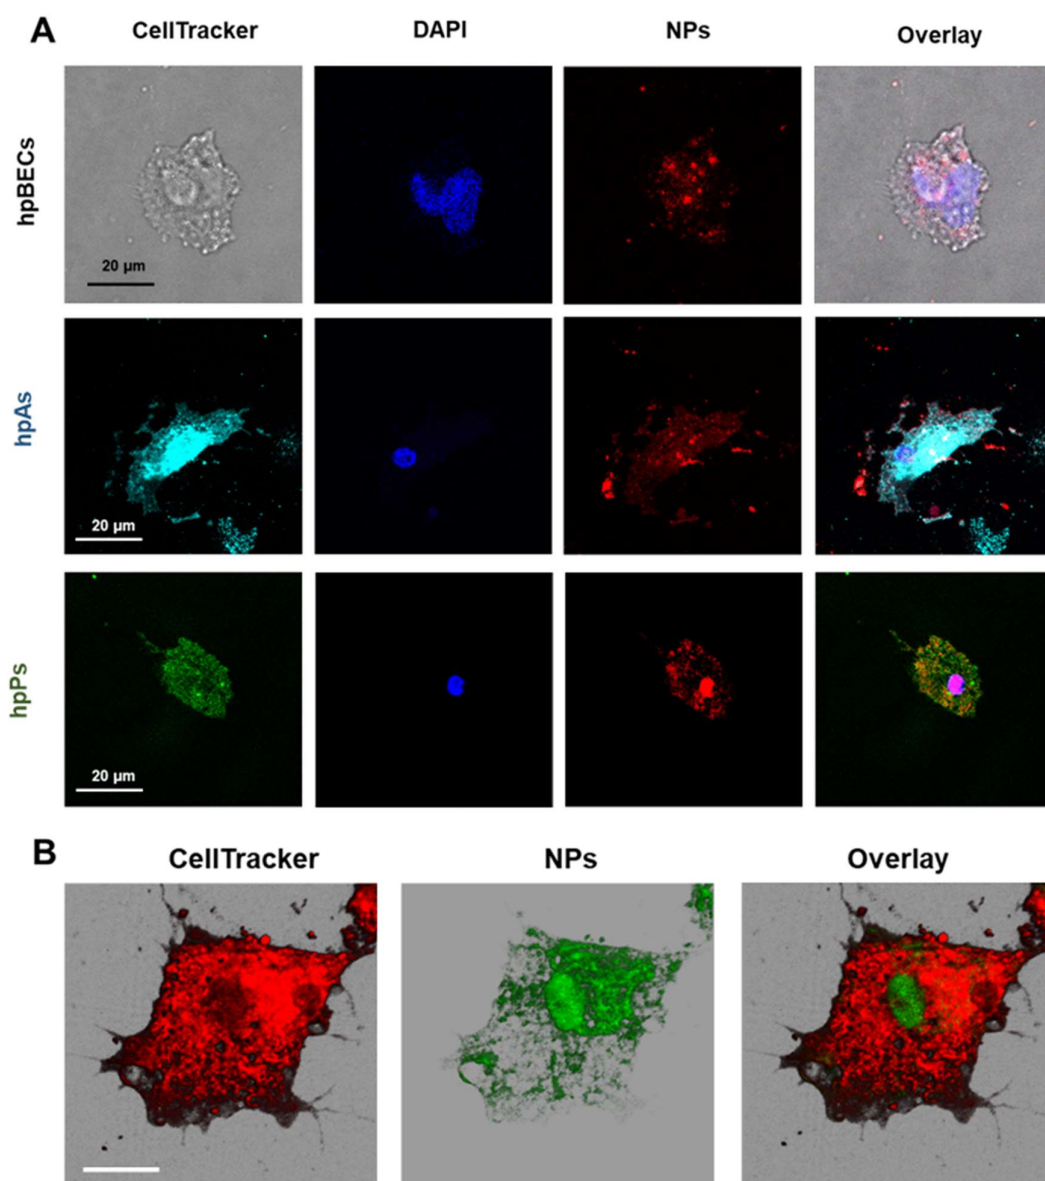 A
CellTracker DAPI NPs Overlay
hpBECs
20 µm
hpAs
20 µm
hpPs
20 µm
B
CellTracker NPs Overlay